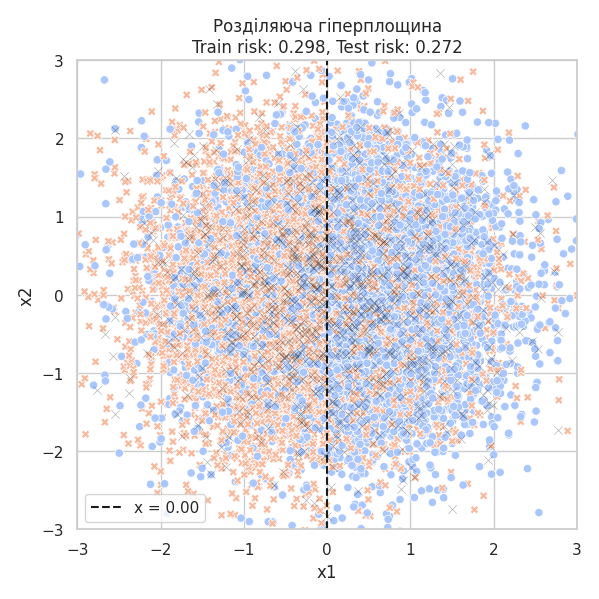 Розділяюча гіперплощина
Train risk: 0.298, Test risk: 0.272
3
2
1
0
−1
−2
−3
x2
x = 0.00
−3
−2
−1
0
1
2
3
x1